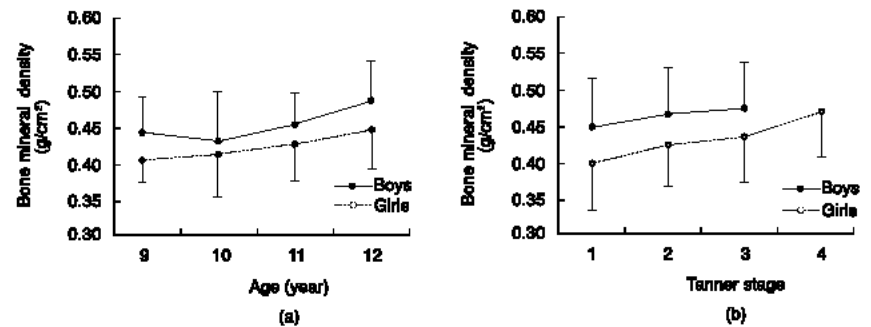 0.60
0.55
0.50
0.45
0.40
0.35
0.30
Bone mineral density
(g/cm²)
Boys
Girls
9 10 11 12
Age (year)
(a)
0.60
0.55
0.50
0.45
0.40
0.35
0.30
Bone mineral density
(g/cm²)
Boys
Girls
1 2 3 4
Tanner stage
(b)